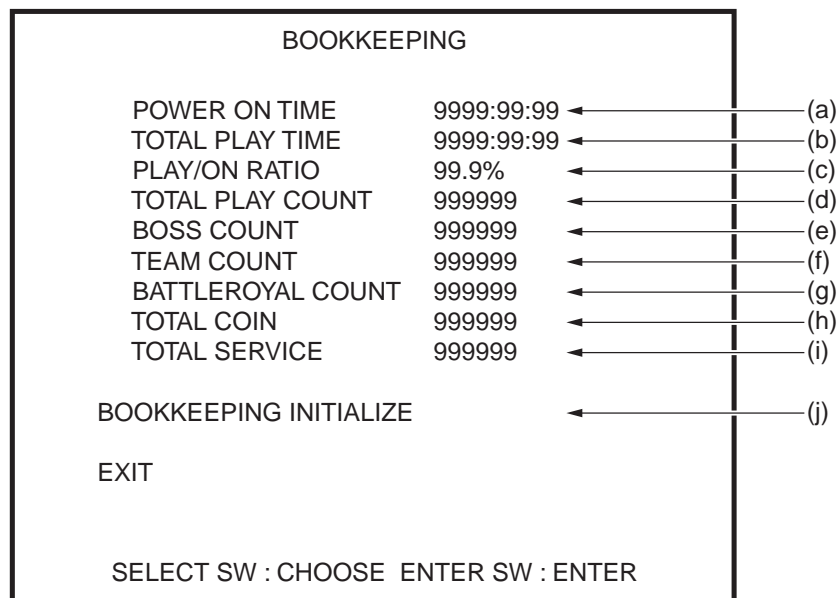 BOOKKEEPING
POWER ON TIME 9999:99:99 (a)
TOTAL PLAY TIME 9999:99:99 (b)
PLAY/ON RATIO 99.9% (c)
TOTAL PLAY COUNT 999999 (d)
BOSS COUNT 999999 (e)
TEAM COUNT 999999 (f)
BATTLEROYAL COUNT 999999 (g)
TOTAL COIN 999999 (h)
TOTAL SERVICE 999999 (i)
BOOKKEEPING INITIALIZE (j)
EXIT
SELECT SW : CHOOSE ENTER SW : ENTER